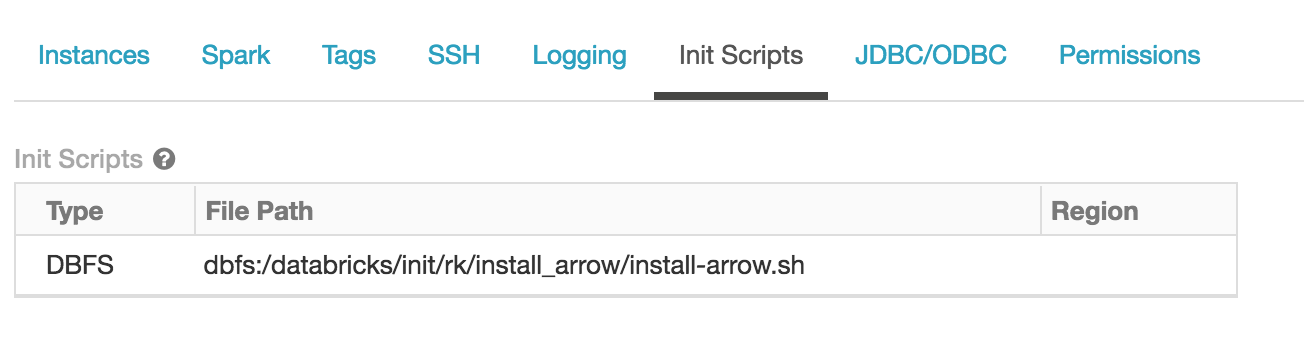 Instances Spark Tags SSH Logging Init Scripts JDBC/ODBC Permissions
Init Scripts ?
Type File Path Region
DBFS dbfs:/databricks/init/rk/install_arrow/install-arrow.sh